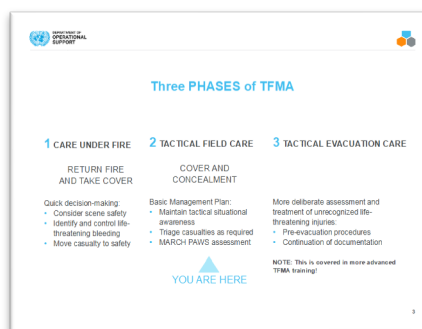 DEPARTMENT OF
OPERATIONAL
SUPPORT
Three PHASES of TFMA
1 CARE UNDER FIRE
RETURN FIRE
AND TAKE COVER
Quick decision-making:
• Consider scene safety
• Identify and control life-
threatening bleeding
• Move casualty to safety
2 TACTICAL FIELD CARE
COVER AND
CONCEALMENT
Basic Management Plan:
• Maintain tactical situational
awareness
• Triage casualties as required
• MARCH PAWS assessment
YOU ARE HERE
3 TACTICAL EVACUATION CARE
More deliberate assessment and
treatment of unrecognized life-
threatening injuries:
• Pre-evacuation procedures
• Continuation of documentation
NOTE: This is covered in more advanced
TFMA training!
3